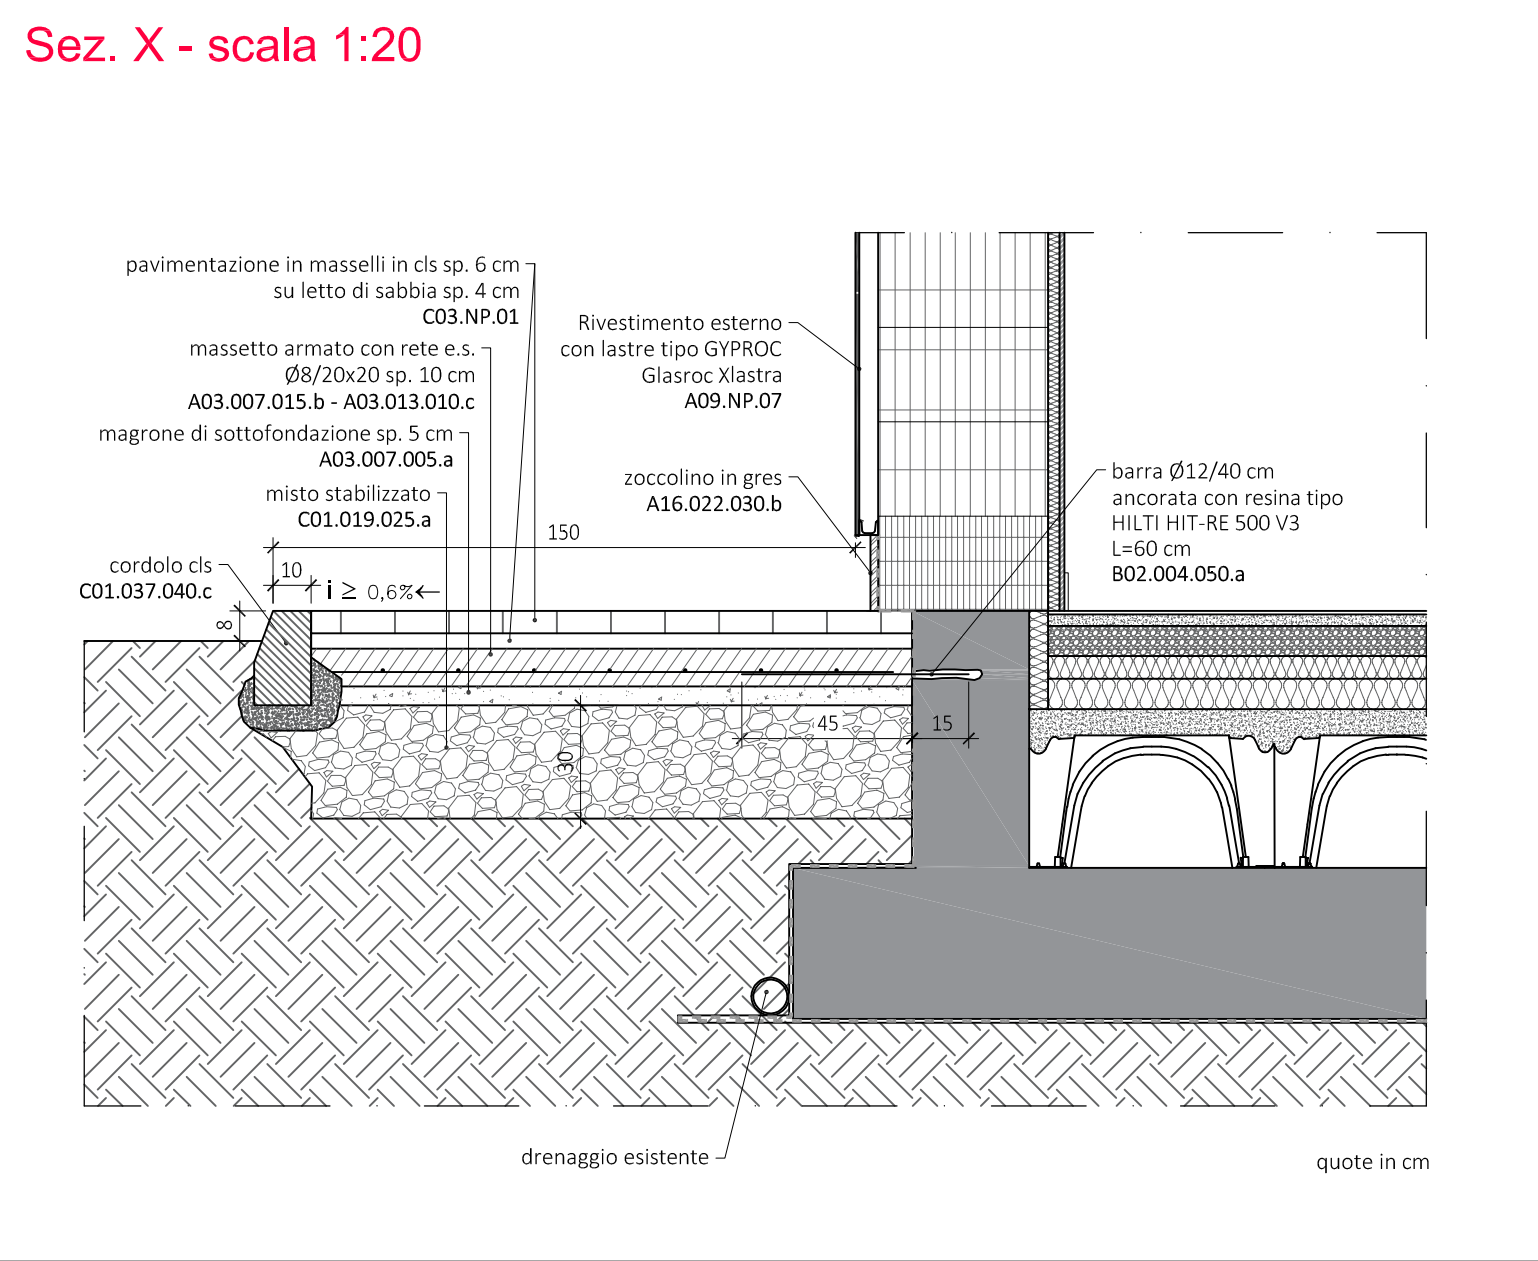 Sez. X - scala 1:20
pavimentazione in masselli in cls sp. 6 cm
su letto di sabbia sp. 4 cm
C03.NP.01
massetto armato con rete e.s.
Ø8/20x20 sp. 10 cm
A03.007.015.b - A03.013.010.c
magrone di sottofondazione sp. 5 cm
A03.007.005.a
misto stabilizzato
C01.019.025.a
cordolo cls
C01.037.040.c
Rivestimento esterno
con lastre tipo GYPROC
Glasroc Xlastra
A09.NP.07
zoccolino in gres
A16.022.030.b
barra Ø12/40 cm
ancorata con resina tipo
HILTI HIT-RE 500 V3
L=60 cm
B02.004.050.a
150
10
i ≥ 0,6%←
8
45
15
30
drenaggio esistente
quote in cm